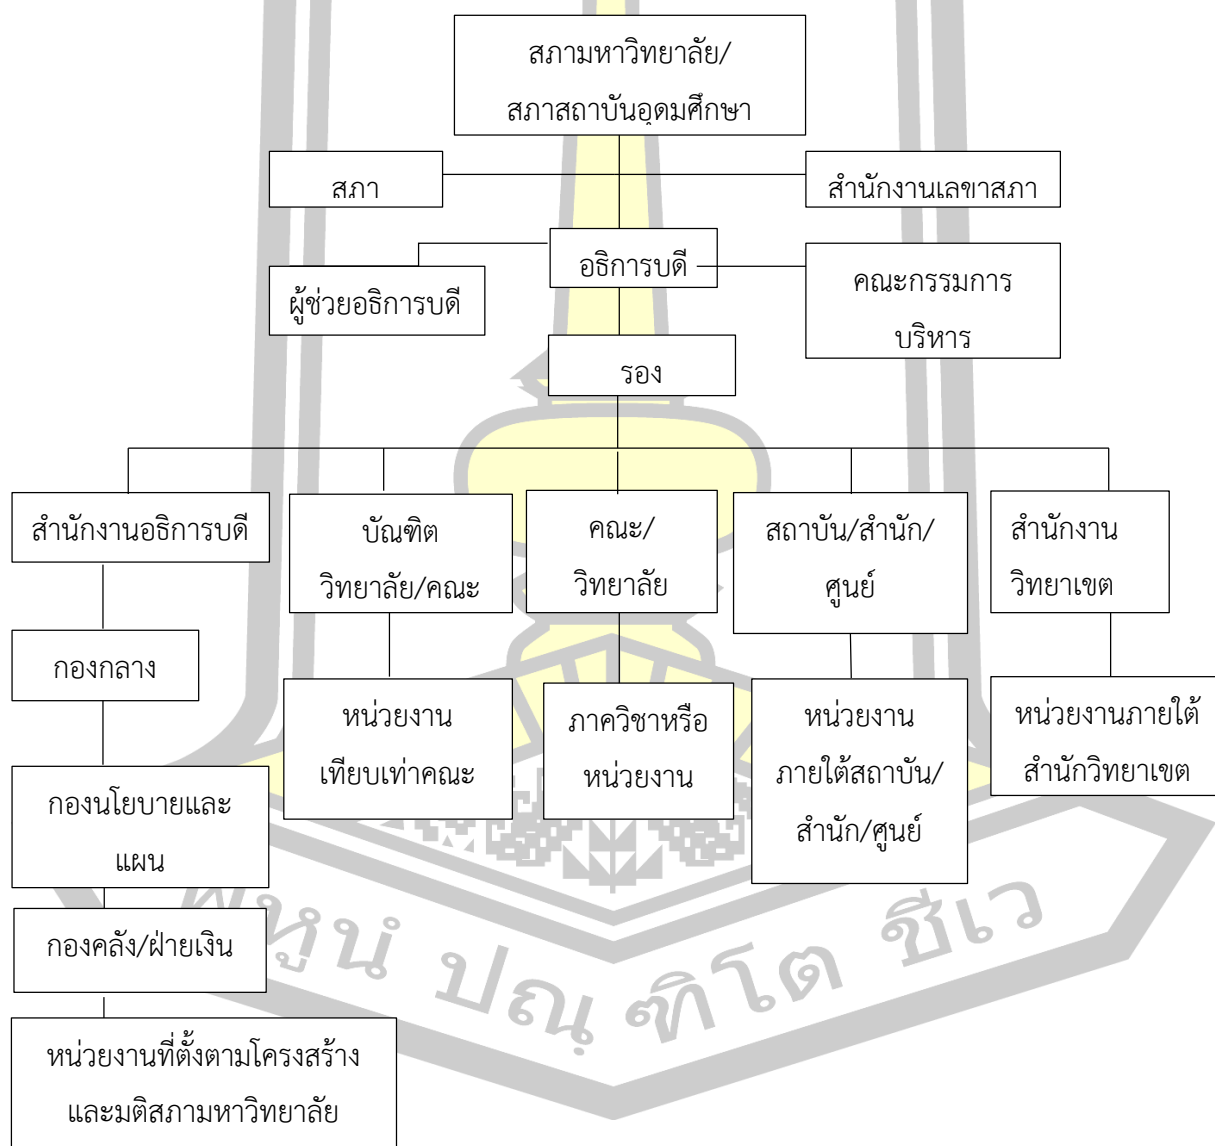 สภามหาวิทยาลัย/
สภาสถาบันอุดมศึกษา
สภา
สำนักงานเลขาสภา
อธิการบดี
ผู้ช่วยอธิการบดี
คณะกรรมการ
บริหาร
รอง
สำนักงานอธิการบดี
บัณฑิต
วิทยาลัย/คณะ
คณะ/
วิทยาลัย
สถาบัน/สำนัก/
ศูนย์
สำนักงาน
วิทยาเขต
กองกลาง
หน่วยงาน
เทียบเท่าคณะ
ภาควิชาหรือ
หน่วยงาน
หน่วยงาน
ภายใต้สถาบัน/
สำนัก/ศูนย์
หน่วยงานภายใต้
สำนักวิทยาเขต
กองนโยบายและ
แผน
กองคลัง/ฝ่ายเงิน
หน่วยงานที่ตั้งตามโครงสร้าง
และมติสภามหาวิทยาลัย
พหูนํ ปณฺฑิโต ชีเว